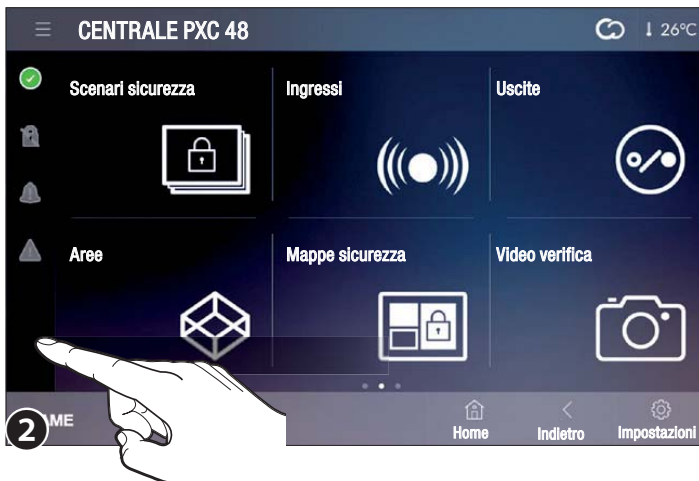 CENTRALE PXC 48
26°C
Scenari sicurezza
Ingressi
Uscite
Aree
Mappe sicurezza
Video verifica
2
ME
Home
Indietro
Impostazioni